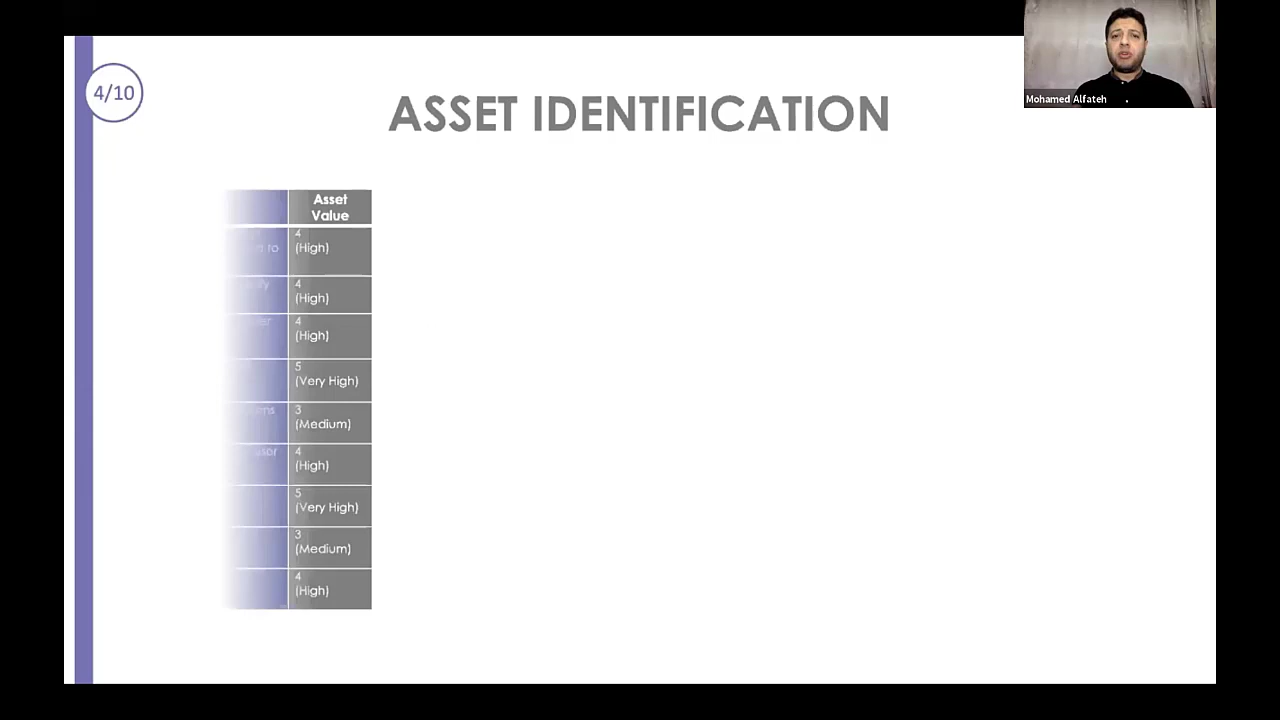 4/10
ASSET IDENTIFICATION
Mohamed Alfateh
Asset
Value
to
4
(High)
4
(High)
4
(High)
5
(Very High)
3
(Medium)
4
(High)
5
(Very High)
3
(Medium)
4
(High)